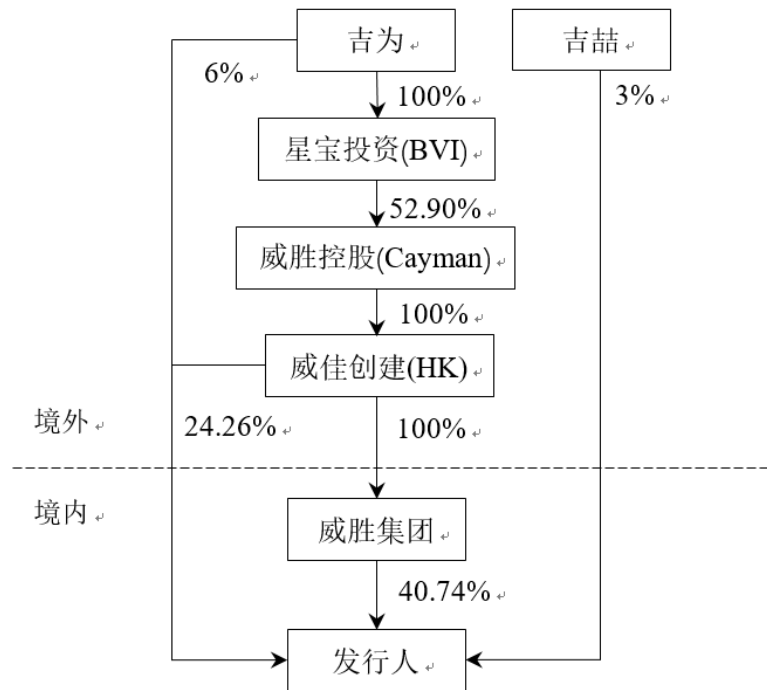 吉为
吉喆
6%
100%
3%
星宝投资(BVI)
52.90%
威胜控股(Cayman)
100%
威佳创建(HK)
境外
24.26%
100%
境内
威胜集团
40.74%
发行人